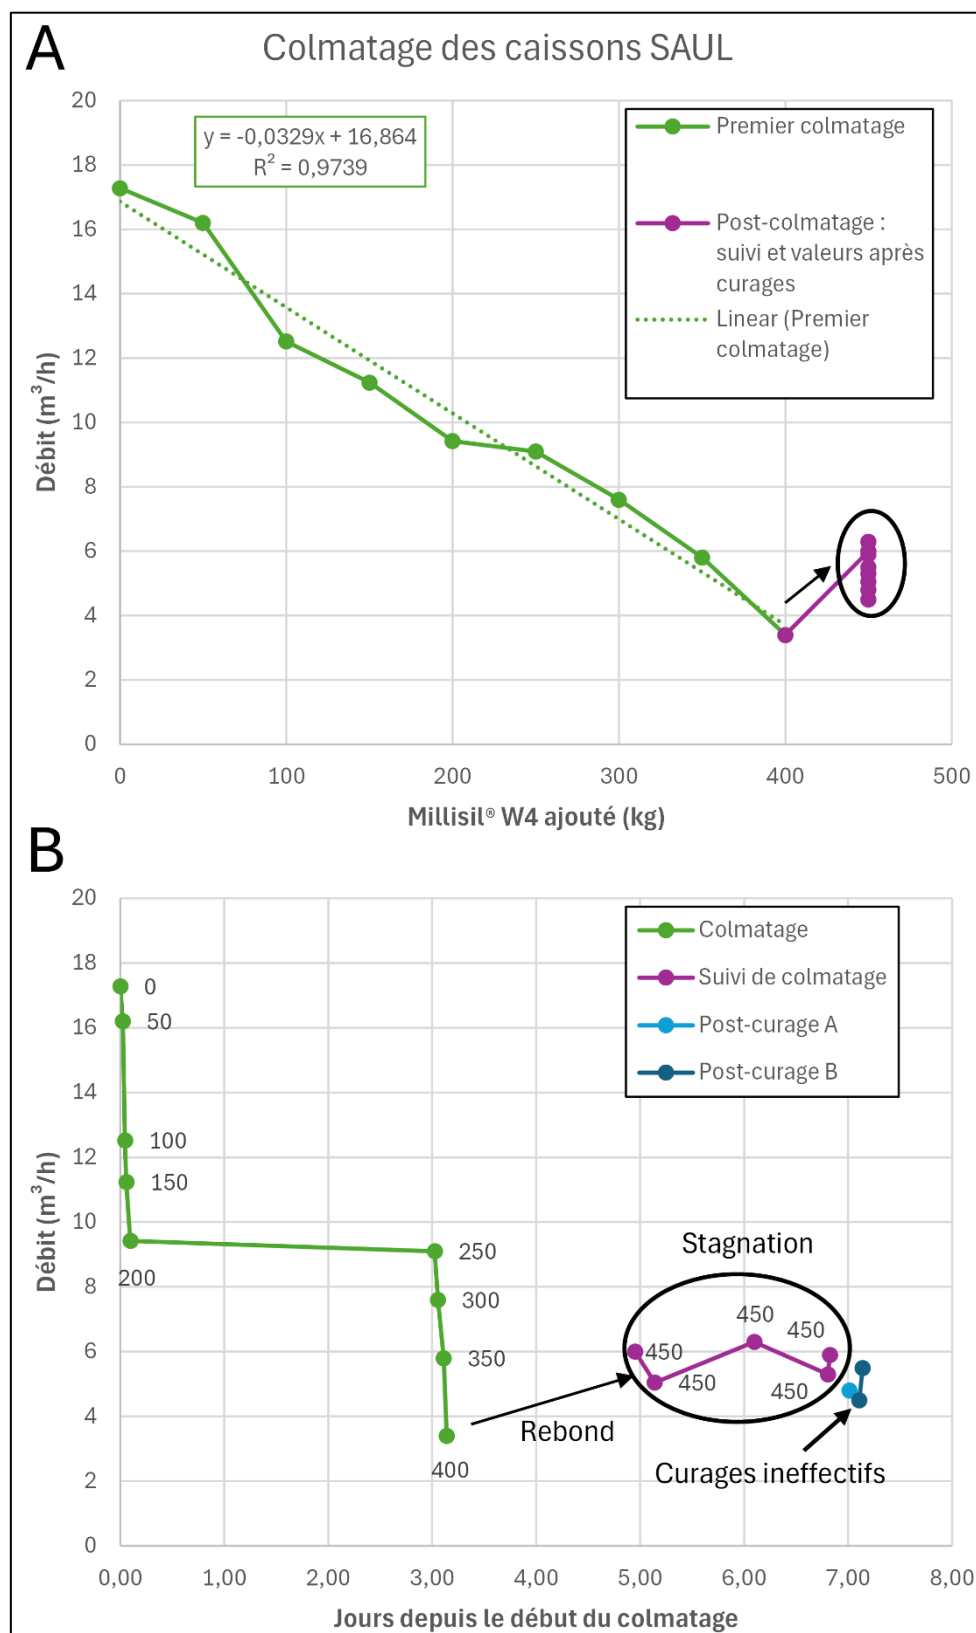 A
Colmatage des caissons SAUL
20
18
16
14
12
10
8
6
4
2
0
Débit (m³/h)
y = -0,0329x + 16,864
R² = 0,9739
Premier colmatage
Post-colmatage :
suivi et valeurs après
curages
Linear (Premier
colmatage)
0 100 200 300 400 500
Millisil® W4 ajouté (kg)
B
20
18
16
14
12
10
8
6
4
2
0
Débit (m³/h)
Colmatage
Suivi de colmatage
Post-curage A
Post-curage B
0
50
100
150
200
250
300
350
400
Stagnation
450
450
450
450
450
Rebond
Curages ineffectifs
0,00 1,00 2,00 3,00 4,00 5,00 6,00 7,00 8,00
Jours depuis le début du colmatage